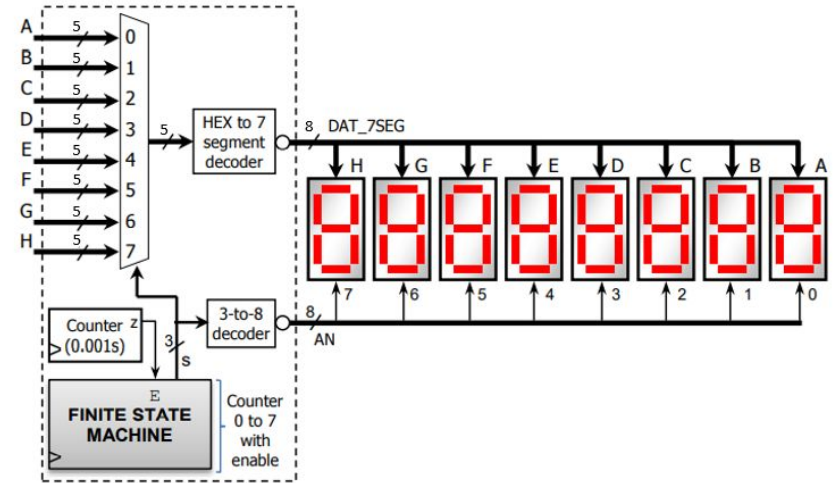 A 5 0
B 5 1
C 5 2
D 5 3
E 5 4
F 5 5
G 5 6
H 5 7
5
HEX to 7
segment
decoder
8 DAT_7SEG
H G F E D C B A
7 6 5 4 3 2 1 0
8
AN
3-to-8
decoder
Counter z
(0.001s)
3
s
E
FINITE STATE
MACHINE
Counter
0 to 7
with
enable